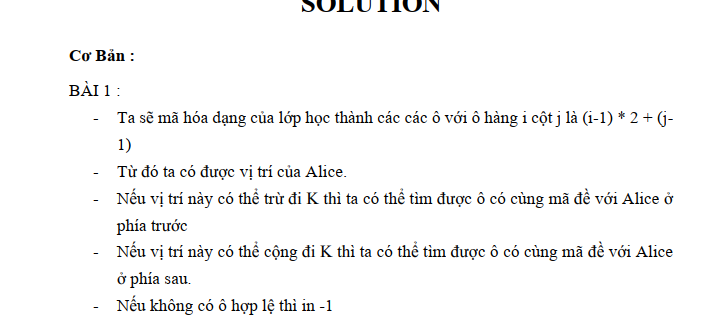 SOLUTION
Cơ Bản :
BÀI 1 :
- Ta sẽ mã hóa dạng của lớp học thành các các ô với ô hàng i cột j là (i-1) * 2 + (j-
1)
- Từ đó ta có được vị trí của Alice.
- Nếu vị trí này có thể trừ đi K thì ta có thể tìm được ô có cùng mã đề với Alice ở
phía trước
- Nếu vị trí này có thể cộng đi K thì ta có thể tìm được ô có cùng mã đề với Alice
ở phía sau.
- Nếu không có ô hợp lệ thì in -1